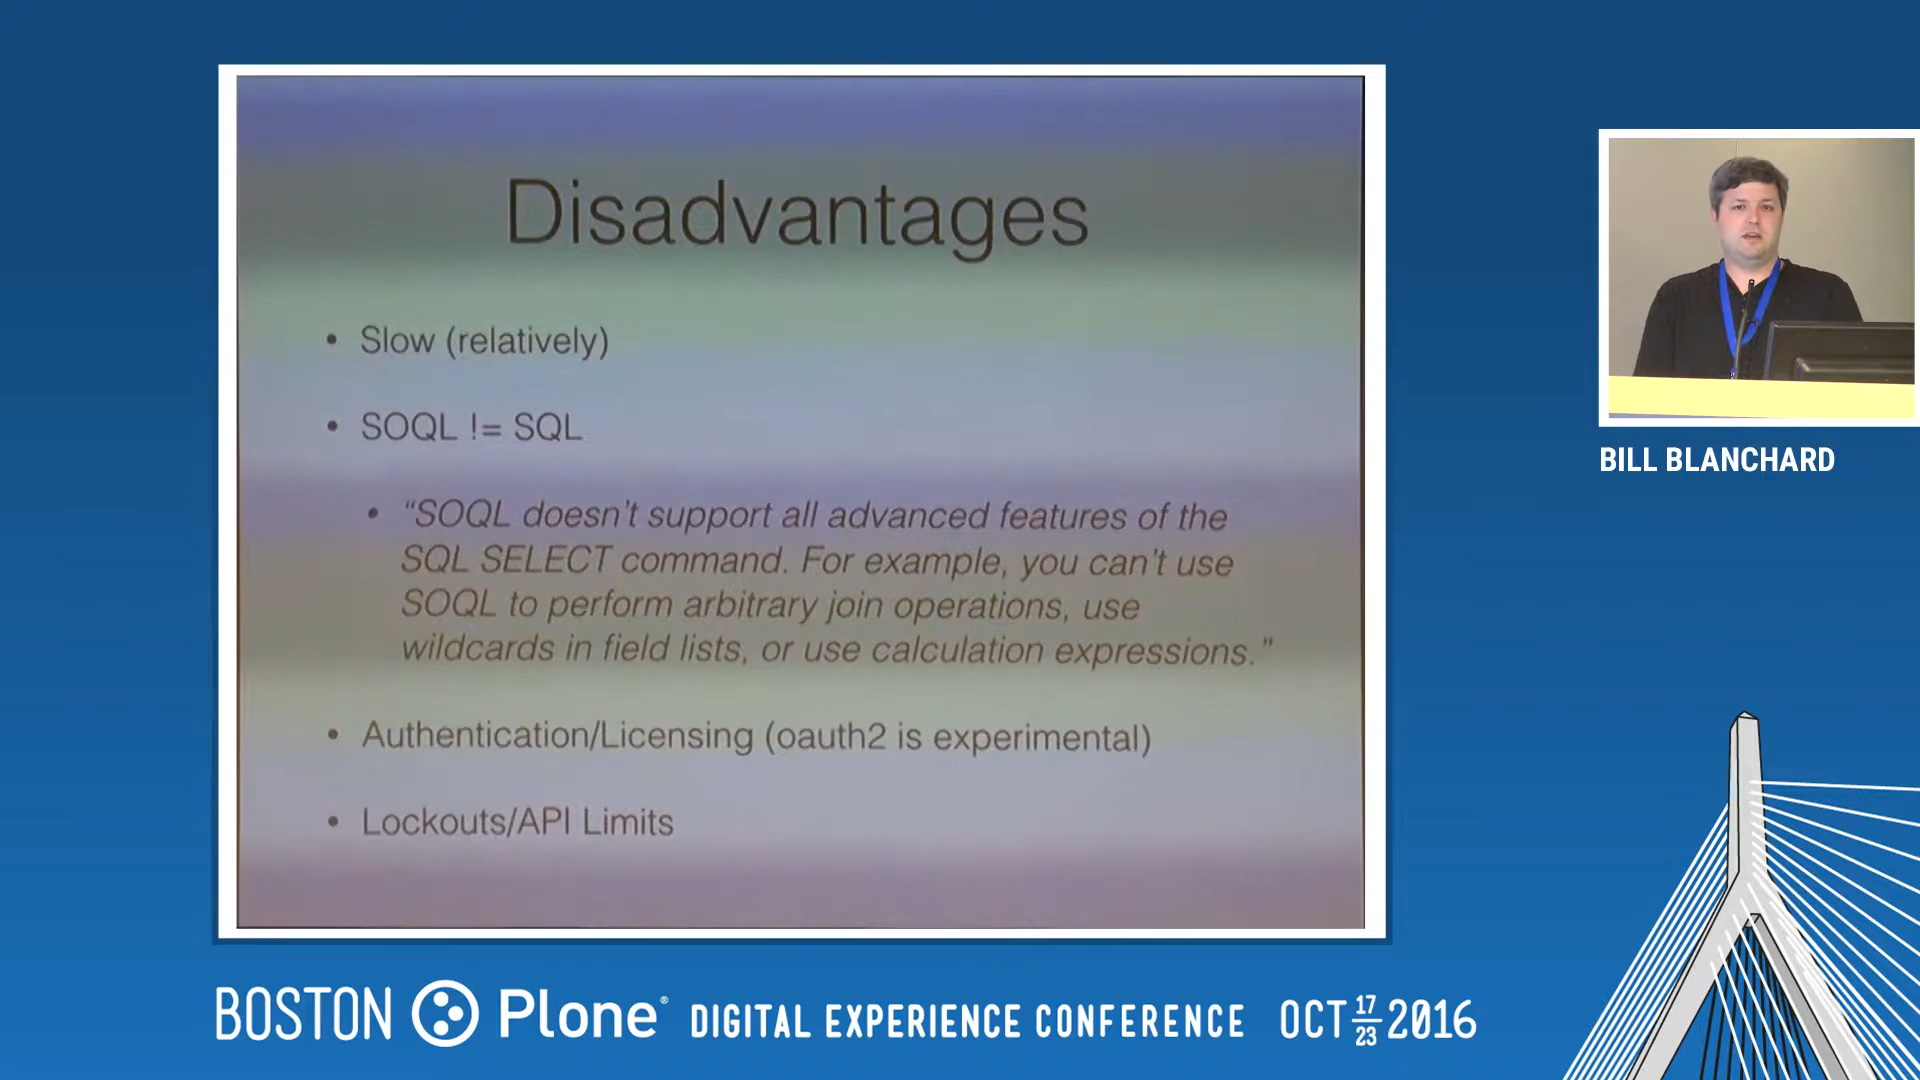 Disadvantages
• Slow (relatively)
• SOQL != SQL
• “SOQL doesn't support all advanced features of the
SQL SELECT command. For example, you can't use
SOQL to perform arbitrary join operations, use
wildcards in field lists, or use calculation expressions.”
• Authentication/Licensing (oauth2 is experimental)
• Lockouts/API Limits
BILL BLANCHARD
BOSTON Plone® DIGITAL EXPERIENCE CONFERENCE OCT 17 23 2016